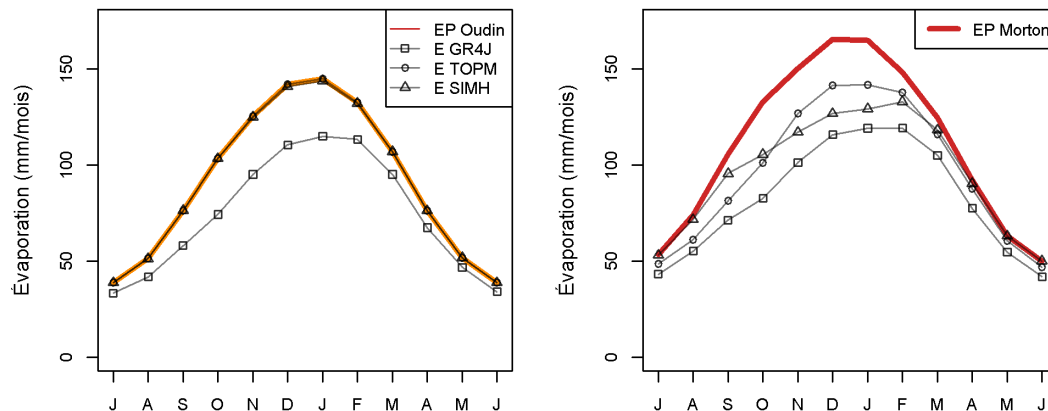 Évaporation (mm/mois)
0
50
100
150
J A S O N D J F M A M J
EP Oudin
E GR4J
E TOPM
E SIMH
Évaporation (mm/mois)
0
50
100
150
J A S O N D J F M A M J
EP Morton